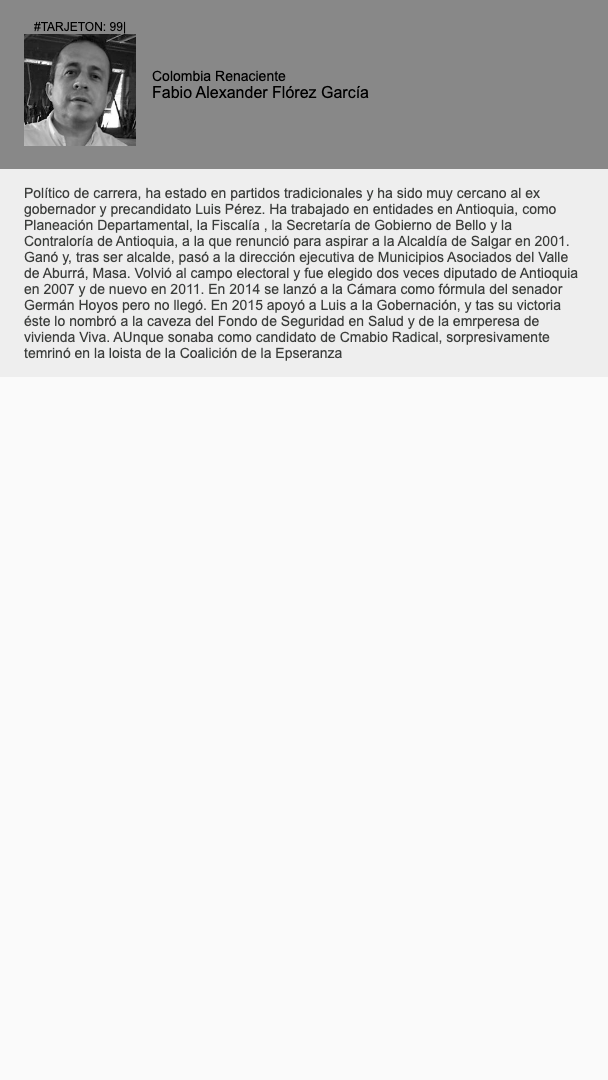 #TARJETON: 99|
Colombia Renaciente
Fabio Alexander Flórez García
Político de carrera, ha estado en partidos tradicionales y ha sido muy cercano al ex
gobernador y precandidato Luis Pérez. Ha trabajado en entidades en Antioquia, como
Planeación Departamental, la Fiscalía , la Secretaría de Gobierno de Bello y la
Contraloría de Antioquia, a la que renunció para aspirar a la Alcaldía de Salgar en 2001.
Ganó y, tras ser alcalde, pasó a la dirección ejecutiva de Municipios Asociados del Valle
de Aburrá, Masa. Volvió al campo electoral y fue elegido dos veces diputado de Antioquia
en 2007 y de nuevo en 2011. En 2014 se lanzó a la Cámara como fórmula del senador
Germán Hoyos pero no llegó. En 2015 apoyó a Luis a la Gobernación, y tas su victoria
éste lo nombró a la caveza del Fondo de Seguridad en Salud y de la emrperesa de
vivienda Viva. AUnque sonaba como candidato de Cmabio Radical, sorpresivamente
temrinó en la loista de la Coalición de la Epseranza